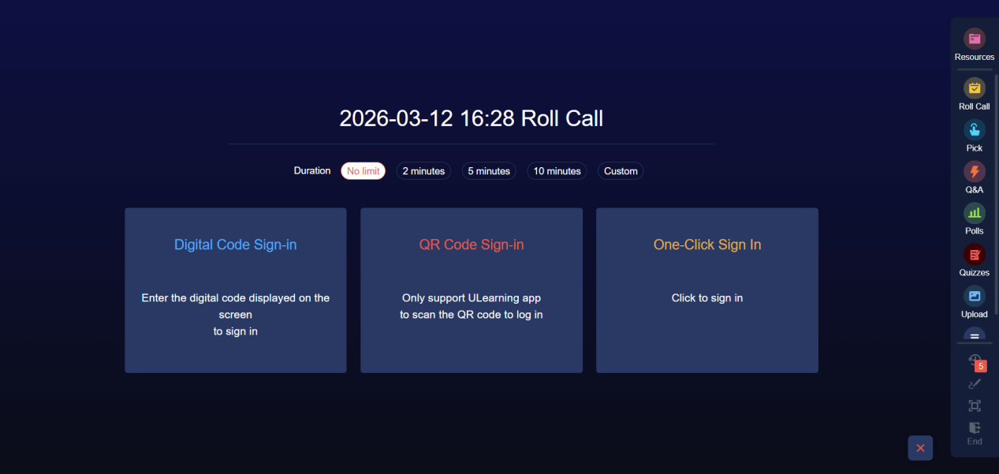 2026-03-12 16:28 Roll Call
Duration No limit 2 minutes 5 minutes 10 minutes Custom
Digital Code Sign-in
Enter the digital code displayed on the
screen
to sign in
QR Code Sign-in
Only support ULearning app
to scan the QR code to log in
One-Click Sign In
Click to sign in
Resources
Roll Call
Pick
Q&A
Polls
Quizzes
Upload
5
End